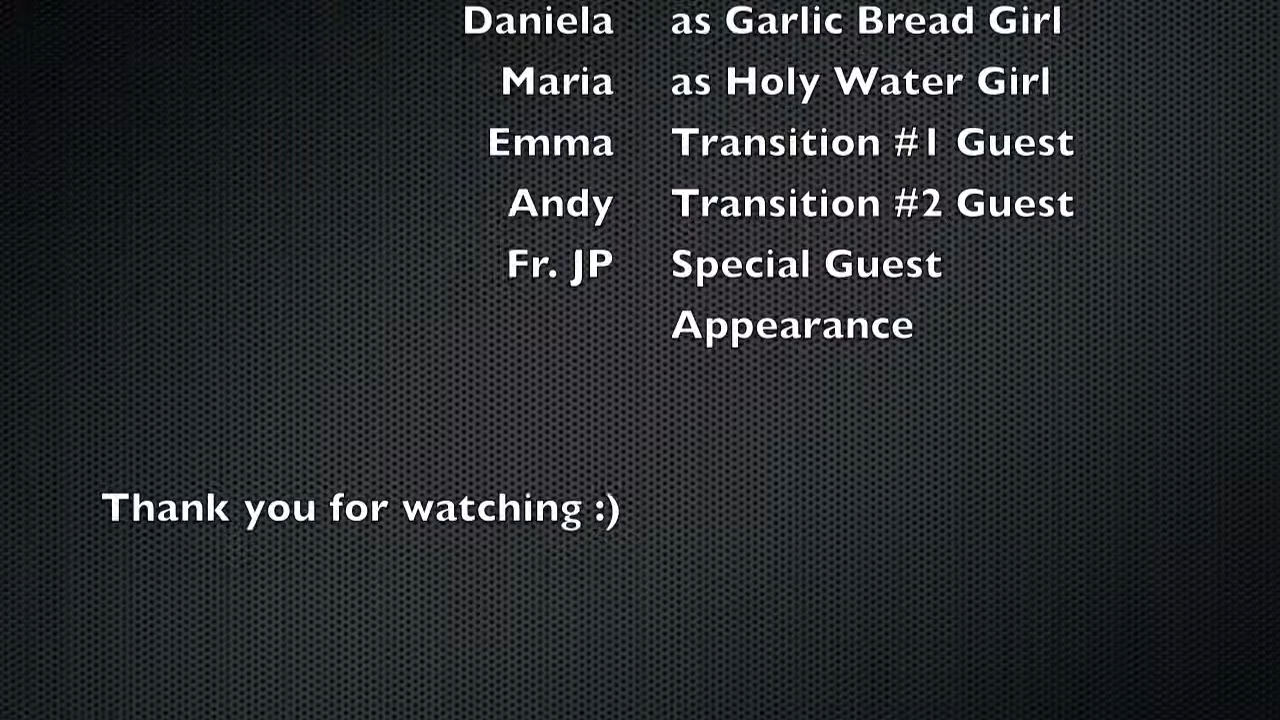 Daniela as Garlic Bread Girl
Maria as Holy Water Girl
Emma Transition #1 Guest
Andy Transition #2 Guest
Fr. JP Special Guest
Appearance
Thank you for watching :)